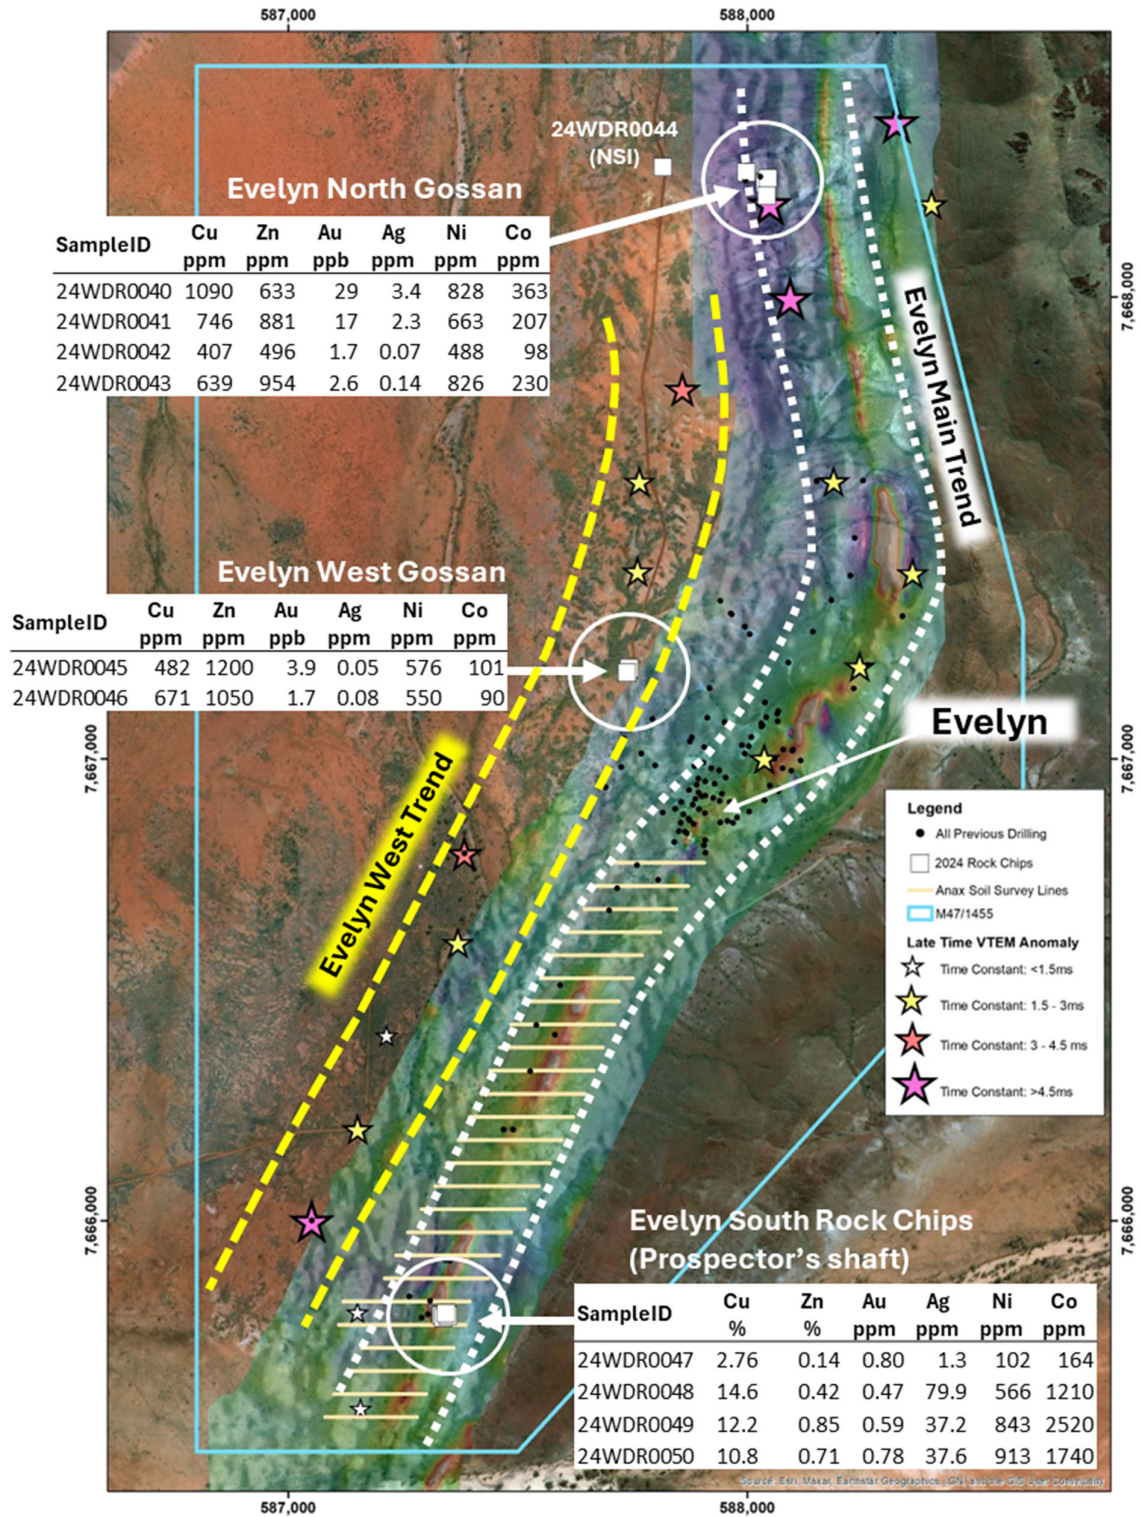 587,000 588,000
24WDR0044
(NSI)
Evelyn North Gossan
SampleID Cu Zn Au Ag Ni Co
ppm ppm ppb ppm ppm ppm
24WDR0040 1090 633 29 3.4 828 363
24WDR0041 746 881 17 2.3 663 207
24WDR0042 407 496 1.7 0.07 488 98
24WDR0043 639 954 2.6 0.14 826 230
7,668,000
Evelyn Main Trend
Evelyn West Gossan
SampleID Cu Zn Au Ag Ni Co
ppm ppm ppb ppm ppm ppm
24WDR0045 482 1200 3.9 0.05 576 101
24WDR0046 671 1050 1.7 0.08 550 90
Evelyn
7,667,000
7,667,000
Evelyn West Trend
Legend
All Previous Drilling
2024 Rock Chips
Anax Soil Survey Lines
M47/1455
Late Time VTEM Anomaly
Time Constant: <1.5ms
Time Constant: 1.5 - 3ms
Time Constant: 3 - 4.5 ms
Time Constant: >4.5ms
7,666,000
7,666,000
Evelyn South Rock Chips
(Prospector's shaft)
SampleID Cu Zn Au Ag Ni Co
% % ppm ppm ppm ppm
24WDR0047 2.76 0.14 0.80 1.3 102 164
24WDR0048 14.6 0.42 0.47 79.9 566 1210
24WDR0049 12.2 0.85 0.59 37.2 843 2520
24WDR0050 10.8 0.71 0.78 37.6 913 1740
Source: Esri, Maxar, Earthstar Geographics, and the GIS User Community
587,000 588,000